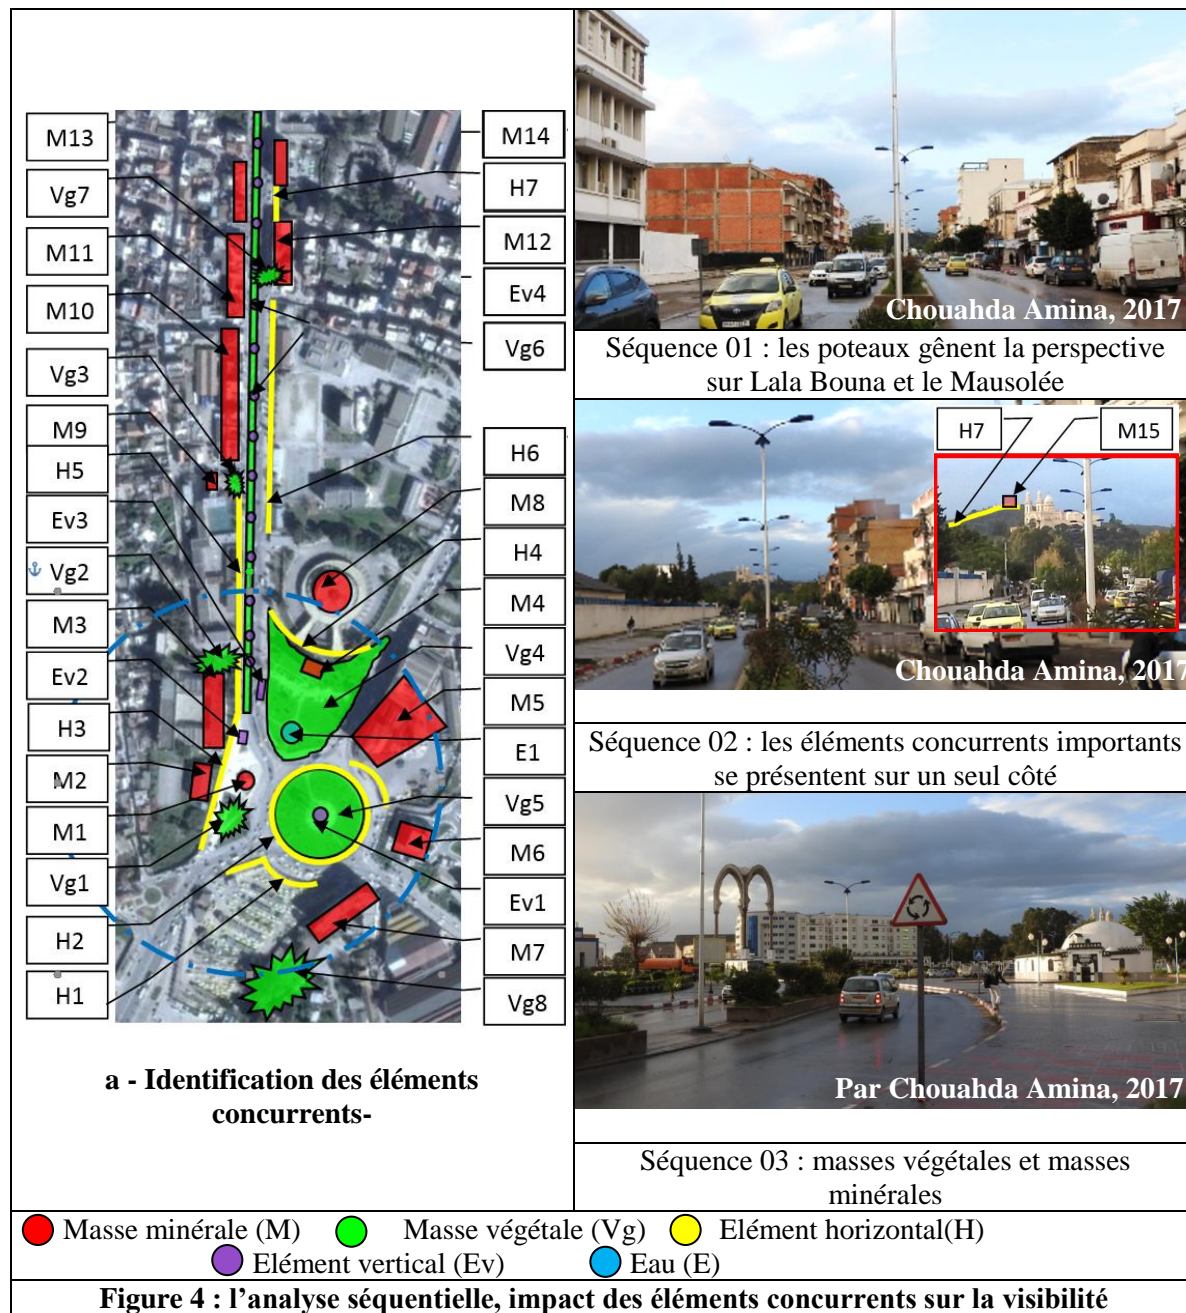 M13
Vg7
M11
M10
Vg3
M9
H5
Ev3
Vg2
M3
Ev2
H3
M2
M1
Vg1
H2
H1
M14
H7
M12
Ev4
Vg6
H6
M8
H4
M4
Vg4
M5
E1
Vg5
M6
Ev1
M7
Vg8
a - Identification des éléments
concurrents-
Chouahda Amina, 2017
Séquence 01 : les poteaux gênent la perspective
sur Lala Bouna et le Mausolée
H7
M15
Chouahda Amina, 2017
Séquence 02 : les éléments concurrents importants
se présentent sur un seul côté
Par Chouahda Amina, 2017
Séquence 03 : masses végétales et masses
minérales
Masse minérale (M) Masse végétale (Vg) Elément horizontal(H)
Elément vertical (Ev) Eau (E)
Figure 4 : l'analyse séquentielle, impact des éléments concurrents sur la visibilité